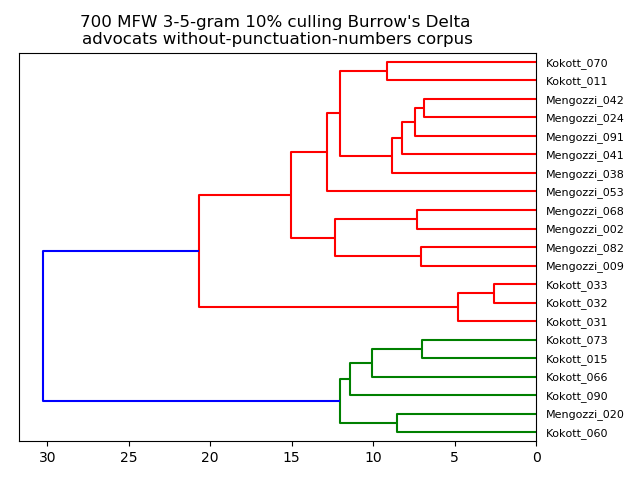 700 MFW 3-5-gram 10% culling Burrow's Delta
advocats without-punctuation-numbers corpus
Kokott_070
Kokott_011
Mengozzi_042
Mengozzi_024
Mengozzi_091
Mengozzi_041
Mengozzi_038
Mengozzi_053
Mengozzi_068
Mengozzi_002
Mengozzi_082
Mengozzi_009
Kokott_033
Kokott_032
Kokott_031
Kokott_073
Kokott_015
Kokott_066
Kokott_090
Mengozzi_020
Kokott_060
30 25 20 15 10 5 0